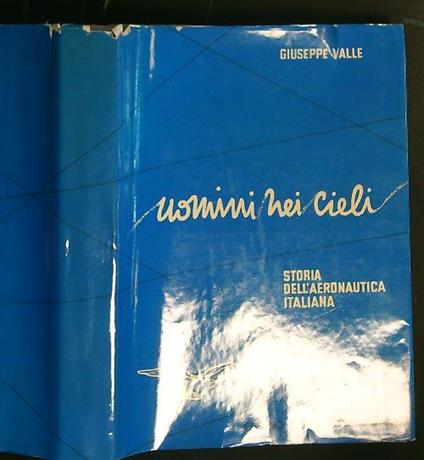 GIUSEPPE VALLE
uomini nei cieli
STORIA
DELL'AERONAUTICA
ITALIANA